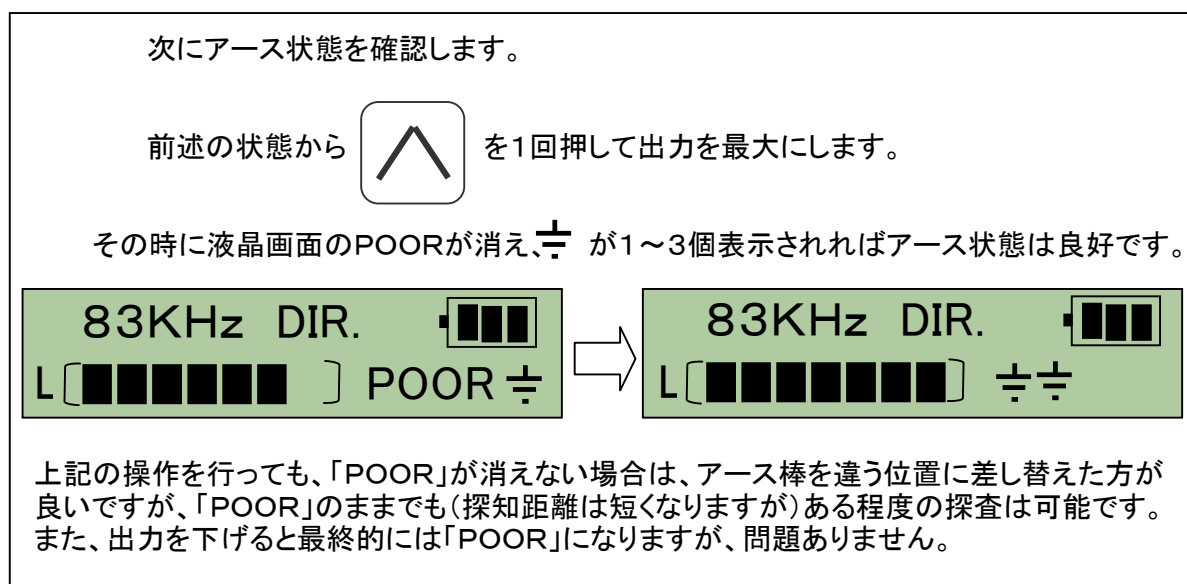 次にアース状態を確認します。
前述の状態から を1回押して出力を最大にします。
その時に液晶画面のPOORが消え、 が1～3個表示されればアース状態は良好です。
83KHz DIR.
L POOR
83KHz DIR.
L
上記の操作を行っても、「POOR」が消えない場合は、アース棒を違う位置に差し替えた方が
良いですが、「POOR」のままでも(探知距離は短くなりますが)ある程度の探査は可能です。
また、出力を下げると最終的には「POOR」になりますが、問題ありません。